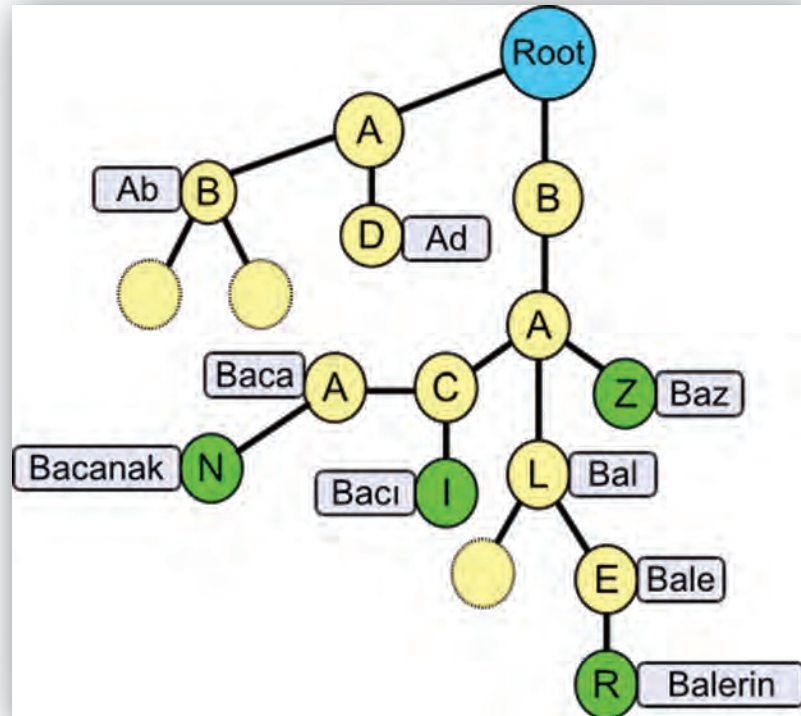 Root
A
Ab B
D Ad
B
A
Baca A C
Z Baz
Bacanak N
Bacı I
L Bal
E Bale
R Balerin